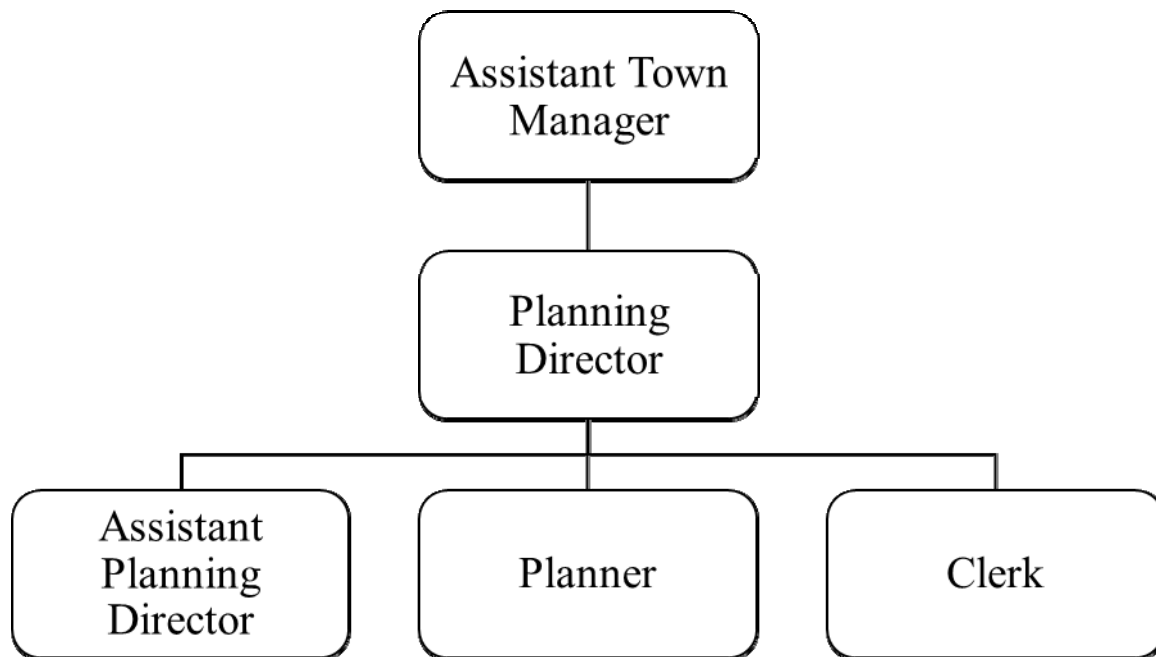 Assistant Town
Manager
Planning
Director
Assistant
Planning
Director
Planner
Clerk